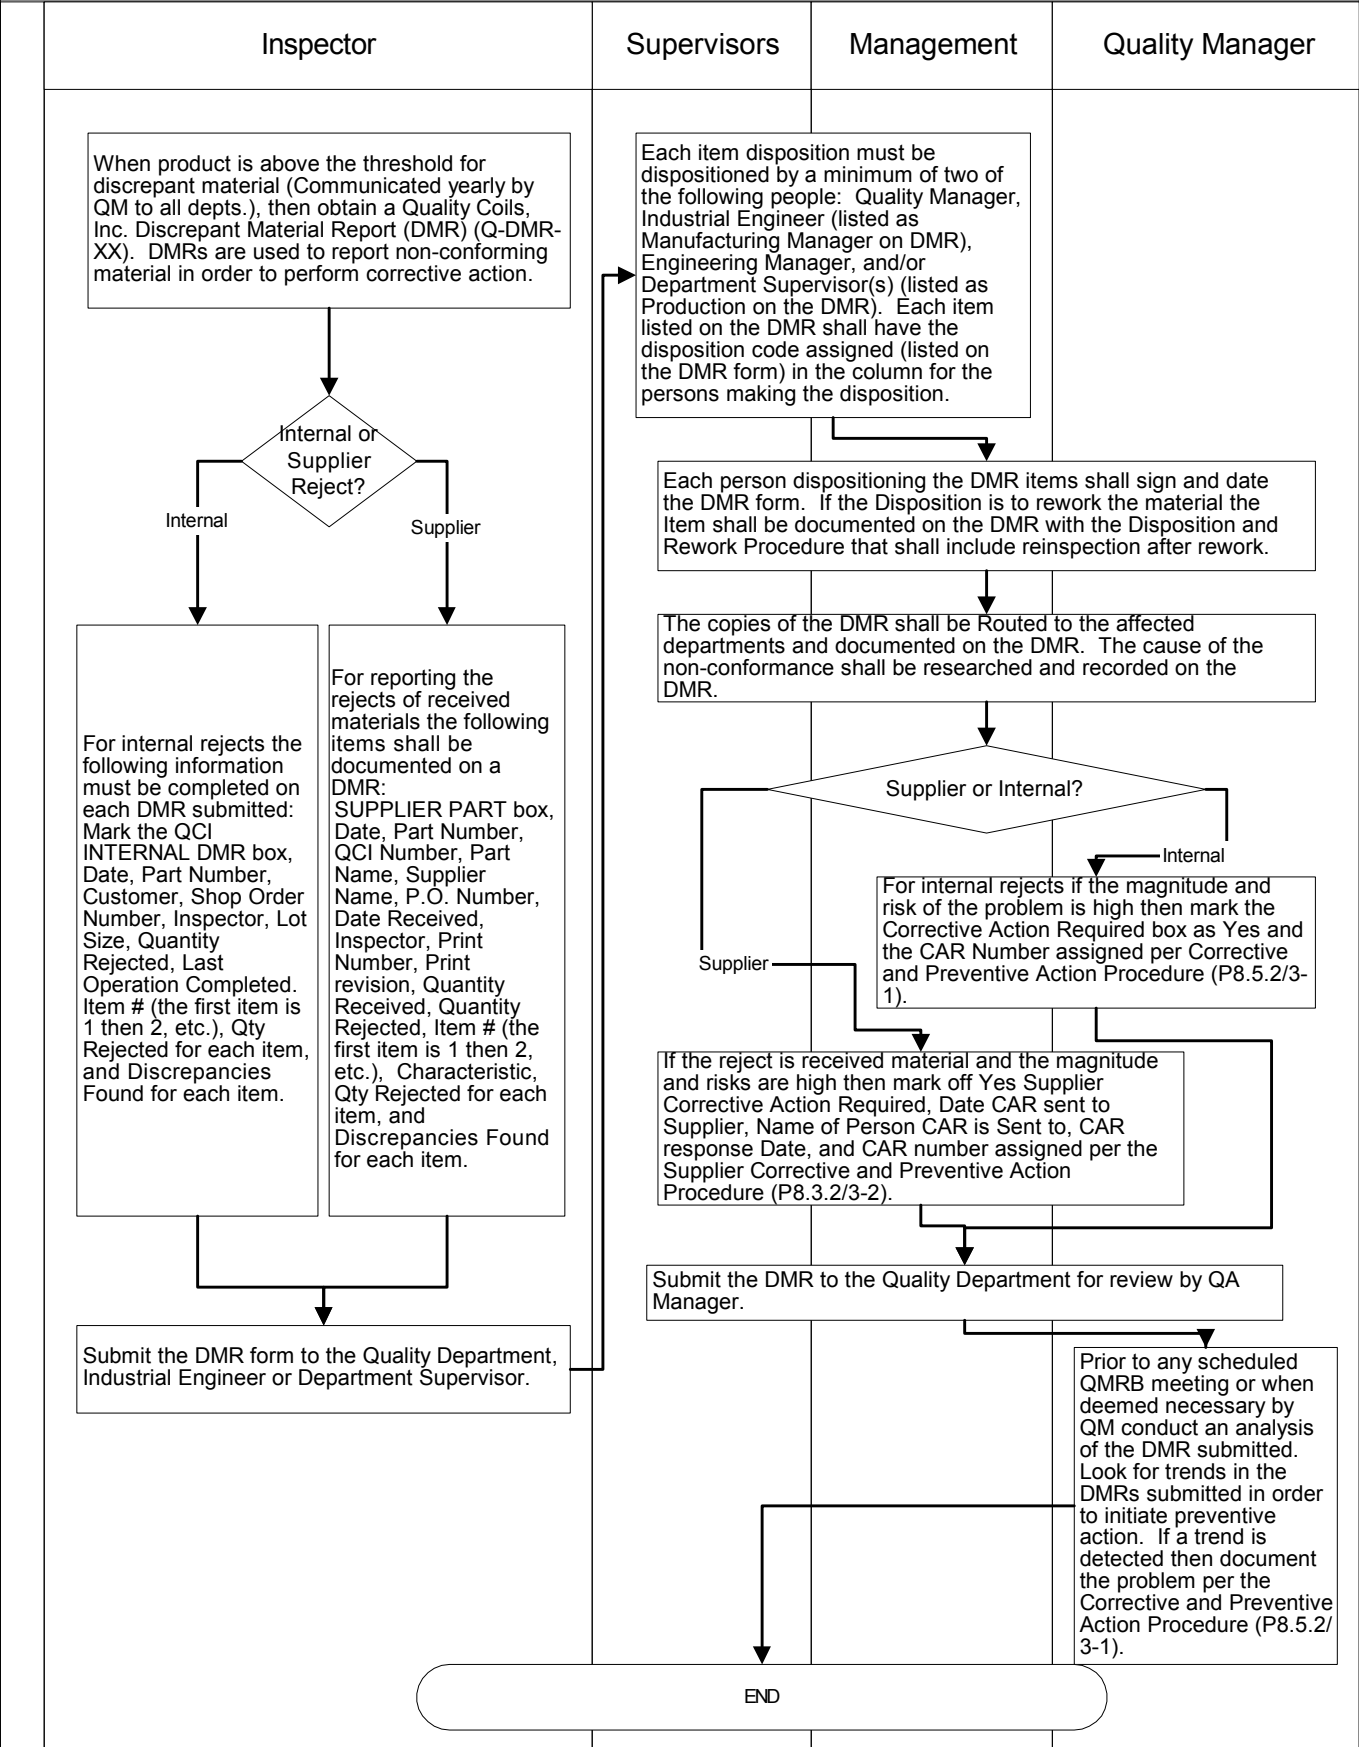 Inspector
Supervisors
Management
Quality Manager
When product is above the threshold for
discrepant material (Communicated yearly by
QM to all depts.), then obtain a Quality Coils,
Inc. Discrepant Material Report (DMR) (Q-DMR-
XX).  DMRs are used to report non-conforming
material in order to perform corrective action.
Internal or
Supplier
Reject?
Internal
Supplier
For internal rejects the
following information
must be completed on
each DMR submitted:
Mark the QCI
INTERNAL DMR box,
Date, Part Number,
Customer, Shop Order
Number, Inspector, Lot
Size, Quantity
Rejected, Last
Operation Completed.
Item # (the first item is
1 then 2, etc.), Qty
Rejected for each item,
and Discrepancies
Found for each item.
For reporting the
rejects of received
materials the following
items shall be
documented on a
DMR:
SUPPLIER PART box,
Date, Part Number,
QCI Number, Part
Name, Supplier
Name, P.O. Number,
Date Received,
Inspector, Print
Number, Print
revision, Quantity
Received, Quantity
Rejected, Item # (the
first item is 1 then 2,
etc.),  Characteristic,
Qty Rejected for each
item, and
Discrepancies Found
for each item.
Submit the DMR form to the Quality Department,
Industrial Engineer or Department Supervisor.
Each item disposition must be
dispositioned by a minimum of two of
the following people:  Quality Manager,
Industrial Engineer (listed as
Manufacturing Manager on DMR),
Engineering Manager, and/or
Department Supervisor(s) (listed as
Production on the DMR).  Each item
listed on the DMR shall have the
disposition code assigned (listed on
the DMR form) in the column for the
persons making the disposition.
Each person dispositioning the DMR items shall sign and date
the DMR form.  If the Disposition is to rework the material the
Item shall be documented on the DMR with the Disposition and
Rework Procedure that shall include reinspection after rework.
The copies of the DMR shall be Routed to the affected
departments and documented on the DMR.  The cause of the
non-conformance shall be researched and recorded on the
DMR.
Supplier or Internal?
Internal
Supplier
For internal rejects if the magnitude and
risk of the problem is high then mark the
Corrective Action Required box as Yes and
the CAR Number assigned per Corrective
and Preventive Action Procedure (P8.5.2/3-
1).
If the reject is received material and the magnitude
and risks are high then mark off Yes Supplier
Corrective Action Required, Date CAR sent to
Supplier, Name of Person CAR is Sent to, CAR
response Date, and CAR number assigned per the
Supplier Corrective and Preventive Action
Procedure (P8.3.2/3-2).
Submit the DMR to the Quality Department for review by QA
Manager.
Prior to any scheduled
QMRB meeting or when
deemed necessary by
QM conduct an analysis
of the DMR submitted.
Look for trends in the
DMRs submitted in order
to initiate preventive
action.  If a trend is
detected then document
the problem per the
Corrective and Preventive
Action Procedure (P8.5.2/
3-1).
END